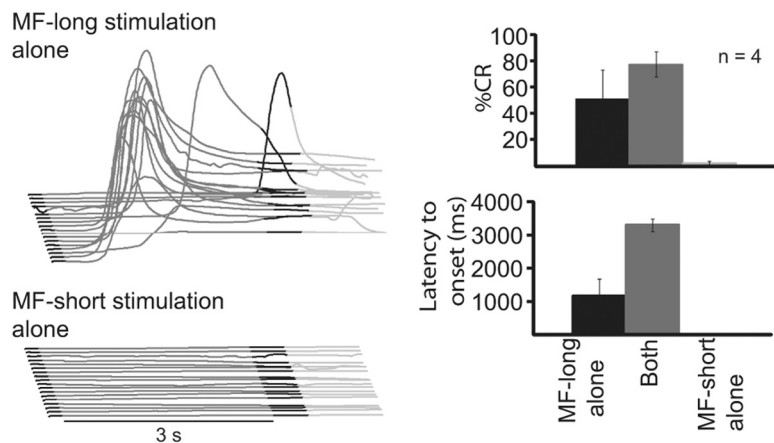 MF-long stimulation
alone
MF-short stimulation
alone
3 s
100
80
60
40
20
%CR
n = 4
4000
3000
2000
1000
Latency to
onset (ms)
MF-long
alone
Both
MF-short
alone